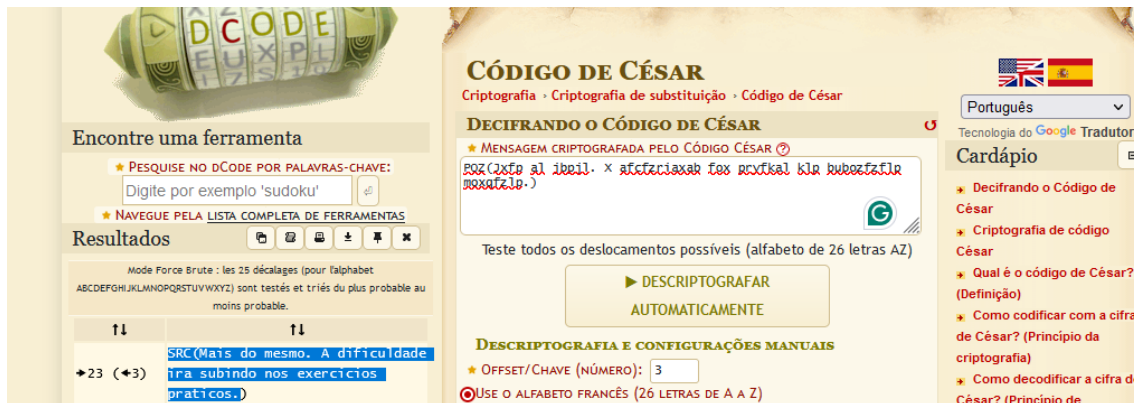 DCODE
Encontre uma ferramenta
★ Pesquise no dCode por palavras-chave:
Digite por exemplo 'sudoku'
★ Navegue pela lista completa de ferramentas
Resultados
Mode Force Brute : les 25 décalages (pour l'alphabet
ABCDEFGHIJKLMNOPQRSTUVWXYZ) sont testés et triés du plus probable au
moins probable.
↑↓ ↑↓
➔23 (←3)
SRC(Mais do mesmo. A dificuldade
ira subindo nos exercicios
praticos.)
Código de César
Criptografia › Criptografia de substituição › Código de César
Decifrando o Código de César
★ Mensagem criptografada pelo Código César
POZ(Jxfp al jbpjl. X afcfzriaxab fox prvfkal klp bubozfzflp
moxqfzlp.)
Teste todos os deslocamentos possíveis (alfabeto de 26 letras AZ)
▶ DESCRIPTOGRAFAR
AUTOMATICAMENTE
Descriptografia e configurações manuais
★ Offset/Chave (número): 3
Use o alfabeto francês (26 letras de A a Z)
Português
Tecnologia do Google Tradutor
Cardápio
Decifrando o Código de
César
Criptografia de código
César
Qual é o código de César?
(Definição)
Como codificar com a cifra
de César? (Princípio da
criptografia)
Como decodificar a cifra de
César? (Princípio de